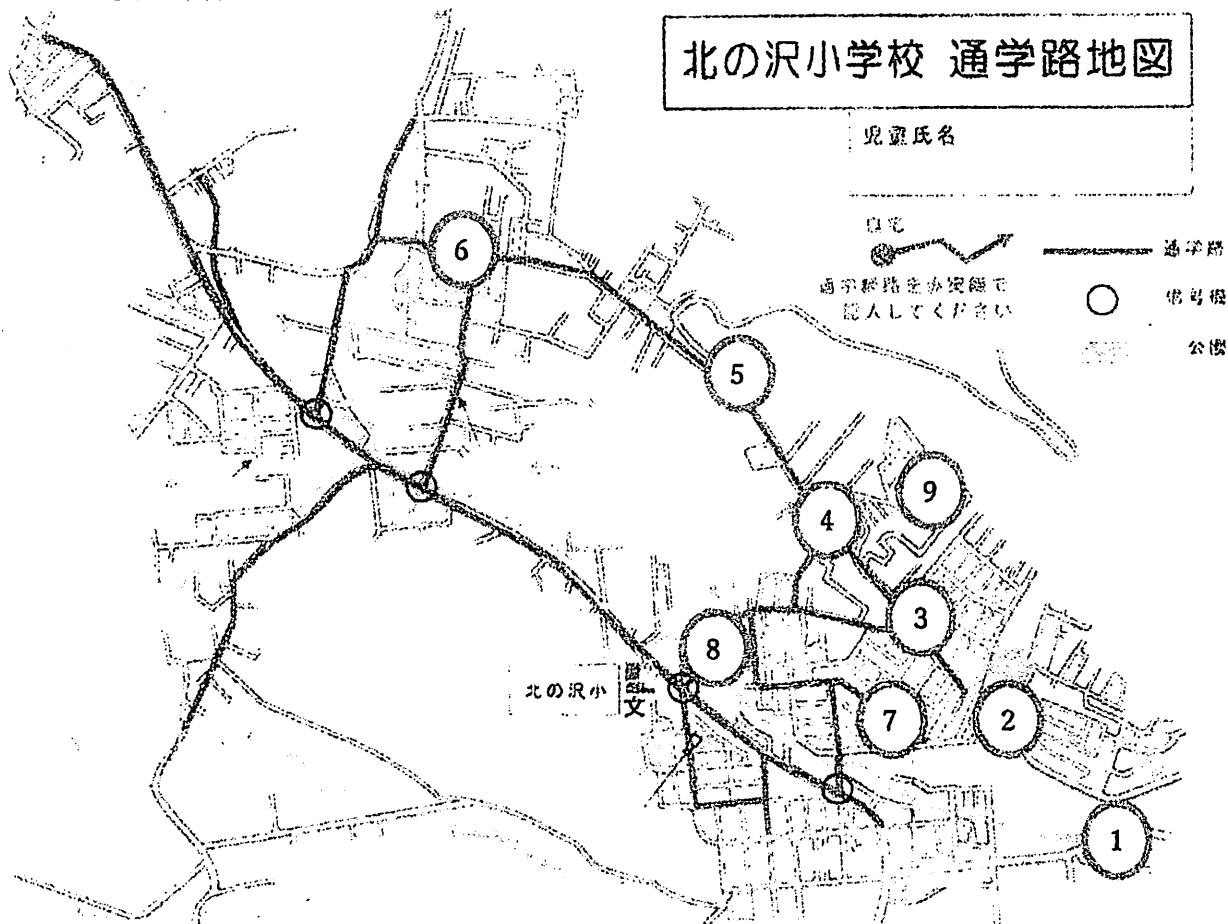 北の沢小学校 通学路地図
児童氏名
自宅
通学路
通学経路を赤実線で
記入してください
信号機
公園
6
5
9
4
3
8
北の沢小
文
7
2
1